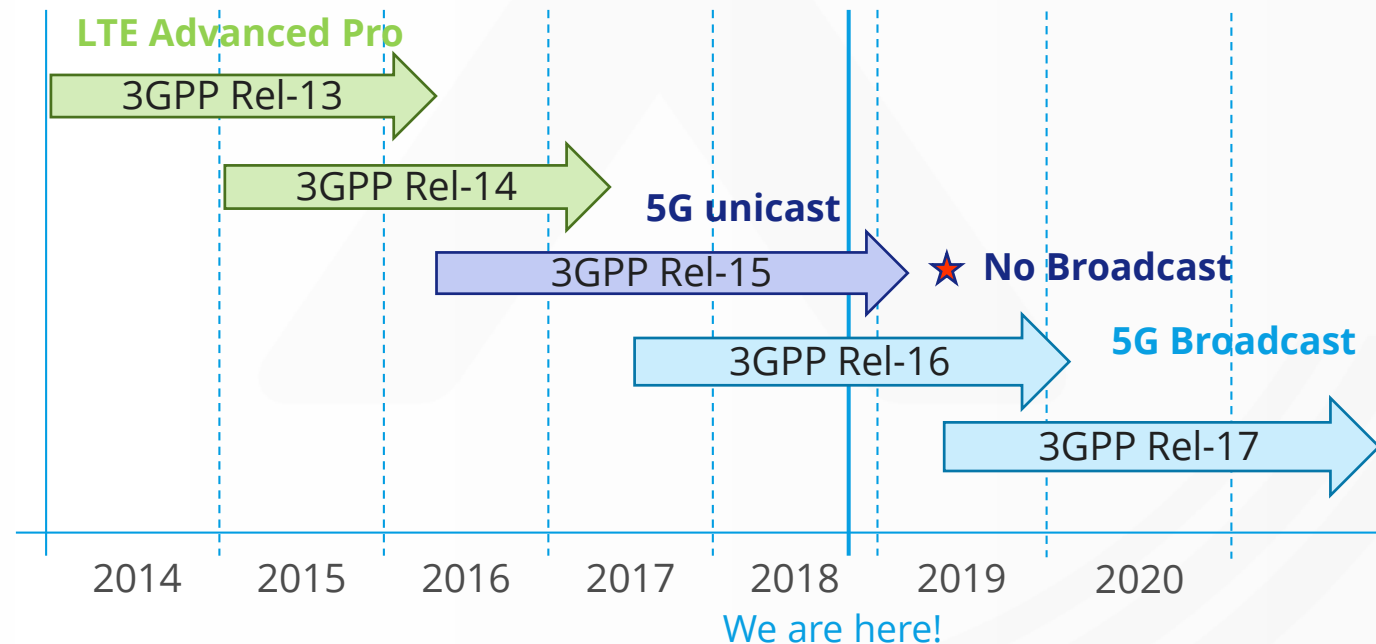 LTE Advanced Pro
3GPP Rel-13
3GPP Rel-14
5G unicast
3GPP Rel-15
No Broadcast
5G Broadcast
3GPP Rel-16
3GPP Rel-17
2014 2015 2016 2017 2018 2019 2020
We are here!